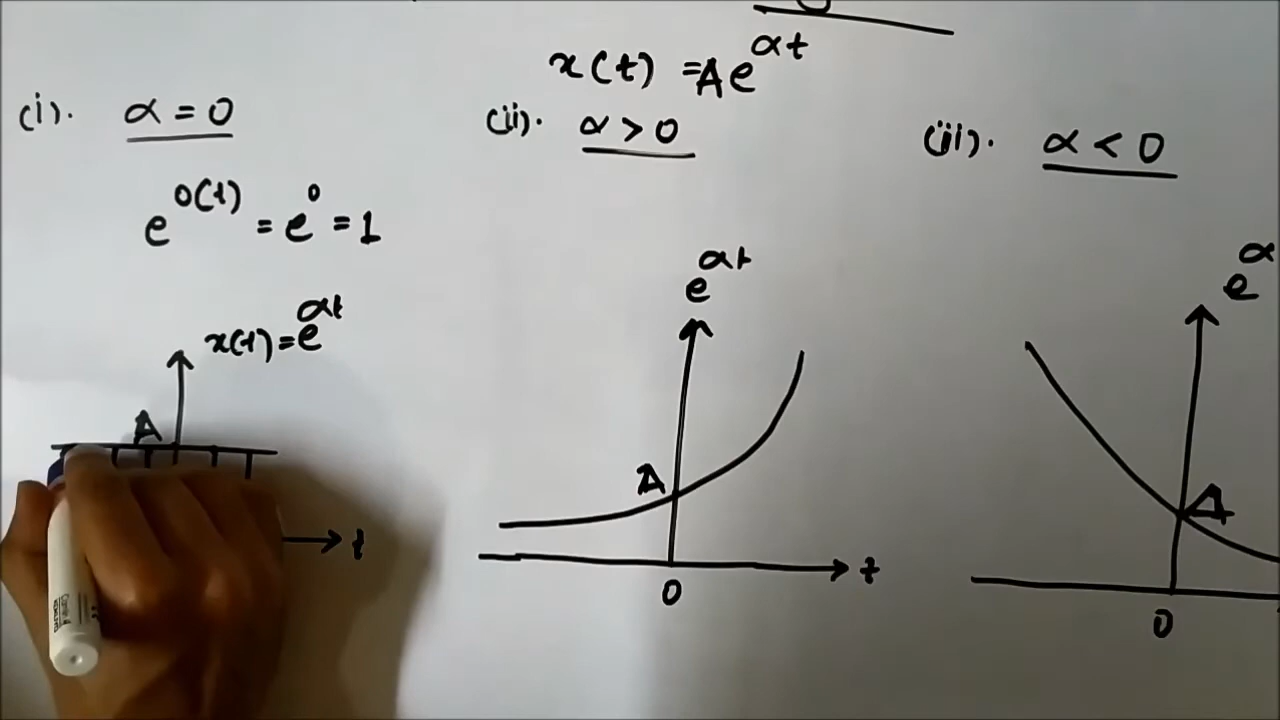 x(t) = Ae^αt
(i). α = 0
e^0(t) = e^0 = 1
x(t) = e^αt
A
t
(ii). α > 0
e^αt
A
t
0
(iii). α < 0
e^α
A
0